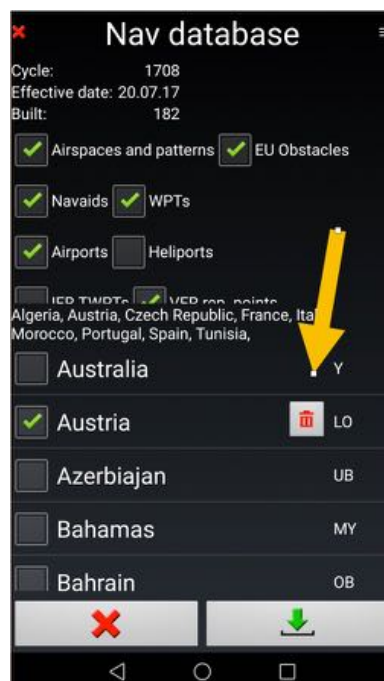 Nav database
Cycle: 1708
Effective date: 20.07.17
Built: 182
Airspaces and patterns EU Obstacles
Navaids WPTs
Airports Heliports
VFR rep. points
Algeria, Austria, Czech Republic, France,
Morocco, Portugal, Spain, Tunisia,
Australia Y
Austria LO
Azerbiajan UB
Bahamas MY
Bahrain OB